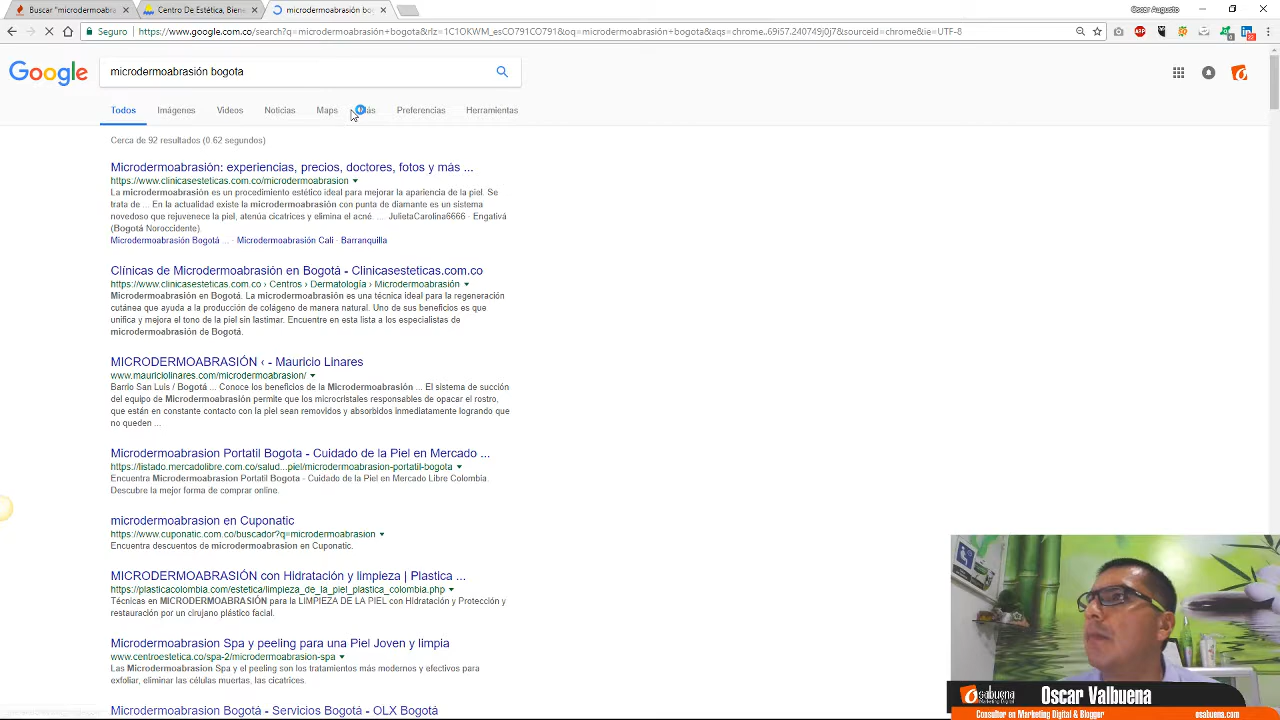 Buscar "microdermoabra
Centro De Estética, Biene
microdermoabrasión bog
Oscar Augusto
Seguro
https://www.google.com.co/search?q=microdermoabrasión+bogota&rlz=1C1OKWM_esCO791CO791&oq=microdermoabrasión+bogota&aqs=chrome..69i57.240749j0j7&sourceid=chrome&ie=UTF-8
Google
microdermoabrasión bogota
Todos Imágenes Videos Noticias Maps Más Preferencias Herramientas
Cerca de 92 resultados (0.62 segundos)
Microdermoabrasión: experiencias, precios, doctores, fotos y más ...
https://www.clinicasesteticas.com.co/microdermoabrasion
La microdermoabrasión es un procedimiento estético ideal para mejorar la apariencia de la piel. Se
trata de ... En la actualidad existe la microdermoabrasión con punta de diamante es un sistema
novedoso que rejuvenece la piel, atenúa cicatrices y elimina el acné. ... JulietaCarolina6666 · Engativá
(Bogotá Noroccidente).
Microdermoabrasión Bogotá ... · Microdermoabrasión Cali · Barranquilla
Clínicas de Microdermoabrasión en Bogotá - Clinicasesteticas.com.co
https://www.clinicasesteticas.com.co › Centros › Dermatología › Microdermoabrasión
Microdermoabrasión en Bogotá. La microdermoabrasión es una técnica ideal para la regeneración
cutánea que ayuda a la producción de colágeno de manera natural. Uno de sus beneficios es que
unifica y mejora el tono de la piel sin lastimar. Encuentre en esta lista a los especialistas de
microdermoabrasión de Bogotá.
MICRODERMOABRASIÓN ‹ - Mauricio Linares
www.mauriciolinares.com/microdermoabrasion/
Barrio San Luis / Bogotá ... Conoce los beneficios de la Microdermoabrasión ... El sistema de succión
del equipo de Microdermoabrasión permite que los microcristales responsables de opacar el rostro,
que están en constante contacto con la piel sean removidos y absorbidos inmediatamente logrando que
no queden ...
Microdermoabrasion Portatil Bogota - Cuidado de la Piel en Mercado ...
https://listado.mercadolibre.com.co/salud...piel/microdermoabrasion-portatil-bogota
Encuentra Microdermoabrasion Portatil Bogota - Cuidado de la Piel en Mercado Libre Colombia.
Descubre la mejor forma de comprar online.
microdermoabrasion en Cuponatic
https://www.cuponatic.com.co/buscador?q=microdermoabrasion
Encuentra descuentos de microdermoabrasion en Cuponatic.
MICRODERMOABRASIÓN con Hidratación y limpieza | Plastica ...
https://plasticacolombia.com/estetica/limpieza_de_la_piel_plastica_colombia.php
Técnicas en MICRODERMOABRASIÓN para la LIMPIEZA DE LA PIEL con Hidratación y Protección y
restauración por un cirujano plástico facial.
Microdermoabrasion Spa y peeling para una Piel Joven y limpia
www.centroestetica.co/spa-2/microdermoabrasion-spa
Las Microdermabrasion Spa y el peeling son los tratamientos más modernos y efectivos para
exfoliar, eliminar las células muertas, las cicatrices.
Microdermoabrasion Bogota - Servicios Bogotá - OLX Bogotá
osabuena
Marketing Digital
Oscar Valbuena
Consultor en Marketing Digital & Blogger
osabuena.com